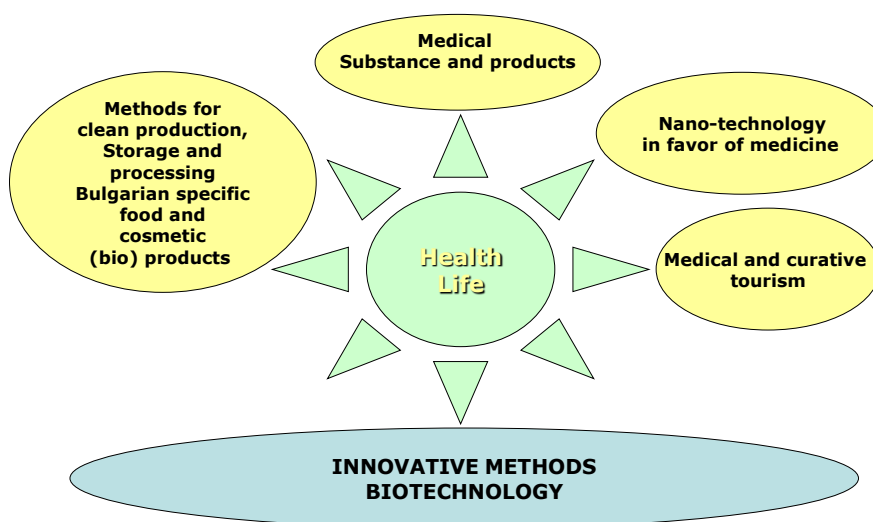 Medical
Substance and products
Methods for
clean production,
Storage and
processing
Bulgarian specific
food and
cosmetic
(bio) products
Nano-technology
in favor of medicine
Health
Life
Medical and curative
tourism
INNOVATIVE METHODS
BIOTECHNOLOGY